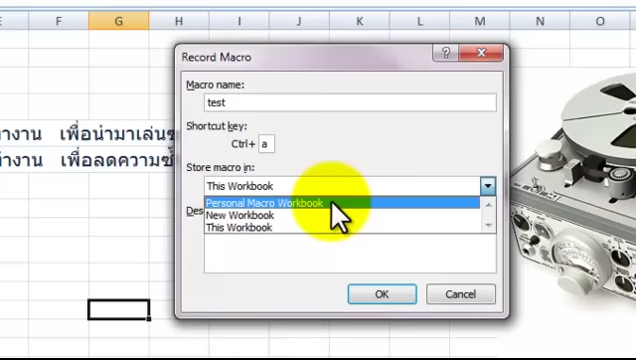 F G H I J K L M N O
Record Macro
Macro name:
test
งาน เพื่อนำมาเล่น
Shortcut key:
Ctrl+ a
งาน เพื่อลดความซ้
Store macro in:
This Workbook
Personal Macro Workbook
New Workbook
This Workbook
OK Cancel